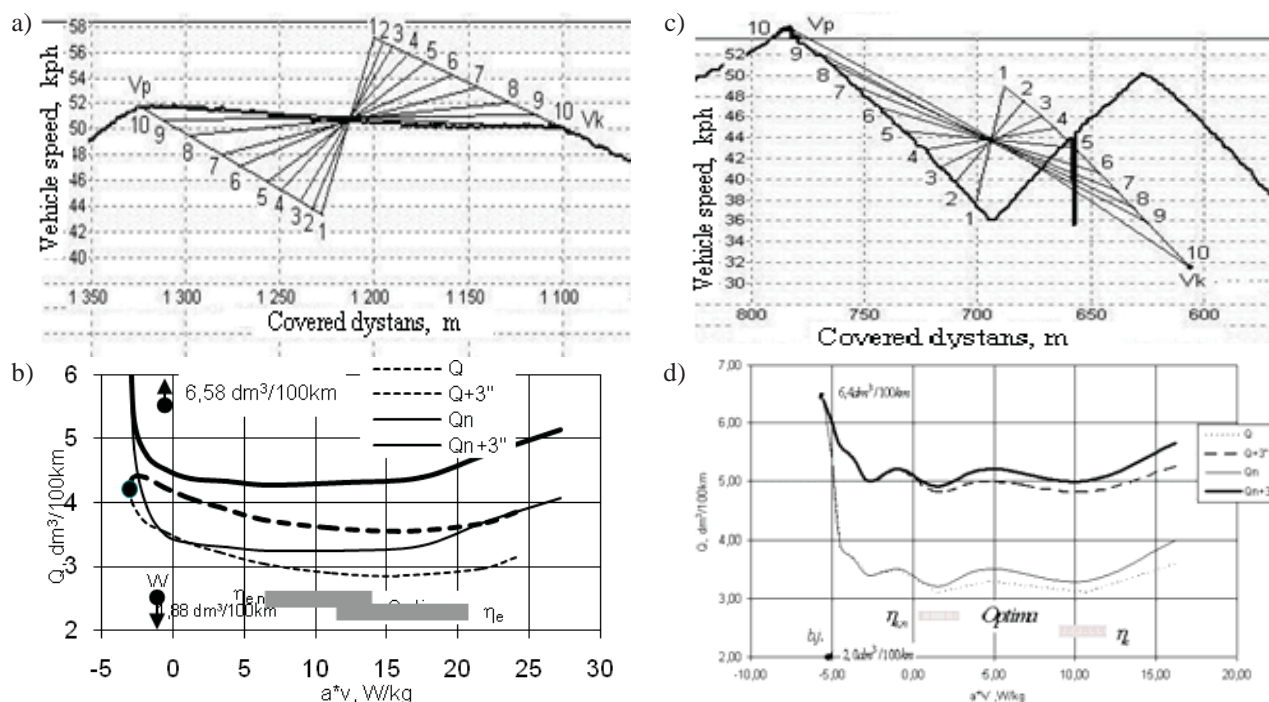 a)
58
56
54
52
50
48
46
44
42
40
Vehicle speed, kph
Vp
10
9
8
7
6
5
4
3
2
1
1 2 3 4 5 6 7 8 9 10
Vk
1 350
1 300
1 250
1 200
1 150
1 100
Covered dystans, m
c)
52
50
48
46
44
42
40
38
36
34
32
30
Vehicle speed, kph
10
Vp
9
8
7
6
5
4
3
2
1
1
2
3
4
5
6
7
8
9
10
Vk
800
750
700
650
600
Covered dystans, m
b)
6
5
4
3
2
Q, dm³/100km
6,58 dm³/100km
Q
Q+3"
Qn
Qn+3"
W
,88 dm³/100km
ηe,n
ηe
-5
0
5
10
15
20
25
30
a*v, W/kg
d)
7,00
6,00
5,00
4,00
3,00
2,00
Q, dm³/100km
6,4dm³/100km
Q
Q+3"
Qn
Qn+3
Optima
b.j.
2,0dm³/100km
-10,00
-5,00
0,00
5,00
10,00
15,00
20,00
a*V, W/kg